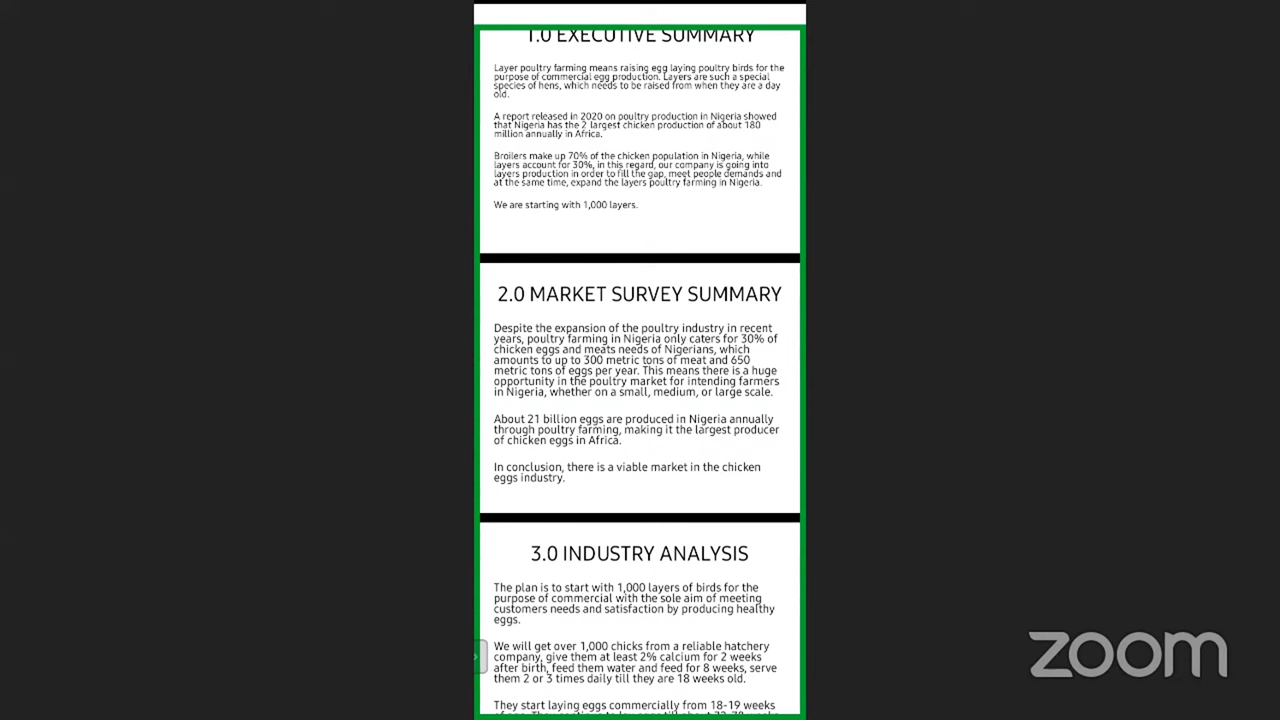 1.0 EXECUTIVE SUMMARY
Layer poultry farming means raising egg laying poultry birds for the
purpose of commercial egg production. Layers are such a special
species of hens, which needs to be raised from when they are a day
old.
A report released in 2020 on poultry production in Nigeria showed
that Nigeria has the 2 largest chicken production of about 180
million annually in Africa.
Broilers make up 70% of the chicken population in Nigeria, while
layers account for 30%, in this regard, our company is going into
layers production in order to fill the gap, meet people demands and
at the same time, expand the layers poultry farming in Nigeria.
We are starting with 1,000 layers.
2.0 MARKET SURVEY SUMMARY
Despite the expansion of the poultry industry in recent
years, poultry farming in Nigeria only caters for 30% of
chicken eggs and meats needs of Nigerians, which
amounts to up to 300 metric tons of meat and 650
metric tons of eggs per year. This means there is a huge
opportunity in the poultry market for intending farmers
in Nigeria, whether on a small, medium, or large scale.
About 21 billion eggs are produced in Nigeria annually
through poultry farming, making it the largest producer
of chicken eggs in Africa.
In conclusion, there is a viable market in the chicken
eggs industry.
3.0 INDUSTRY ANALYSIS
The plan is to start with 1,000 layers of birds for the
purpose of commercial with the sole aim of meeting
customers needs and satisfaction by producing healthy
eggs.
We will get over 1,000 chicks from a reliable hatchery
company, give them at least 2% calcium for 2 weeks
after birth, feed them water and feed for 8 weeks, serve
them 2 or 3 times daily till they are 18 weeks old.
They start laying eggs commercially from 18-19 weeks
zoom